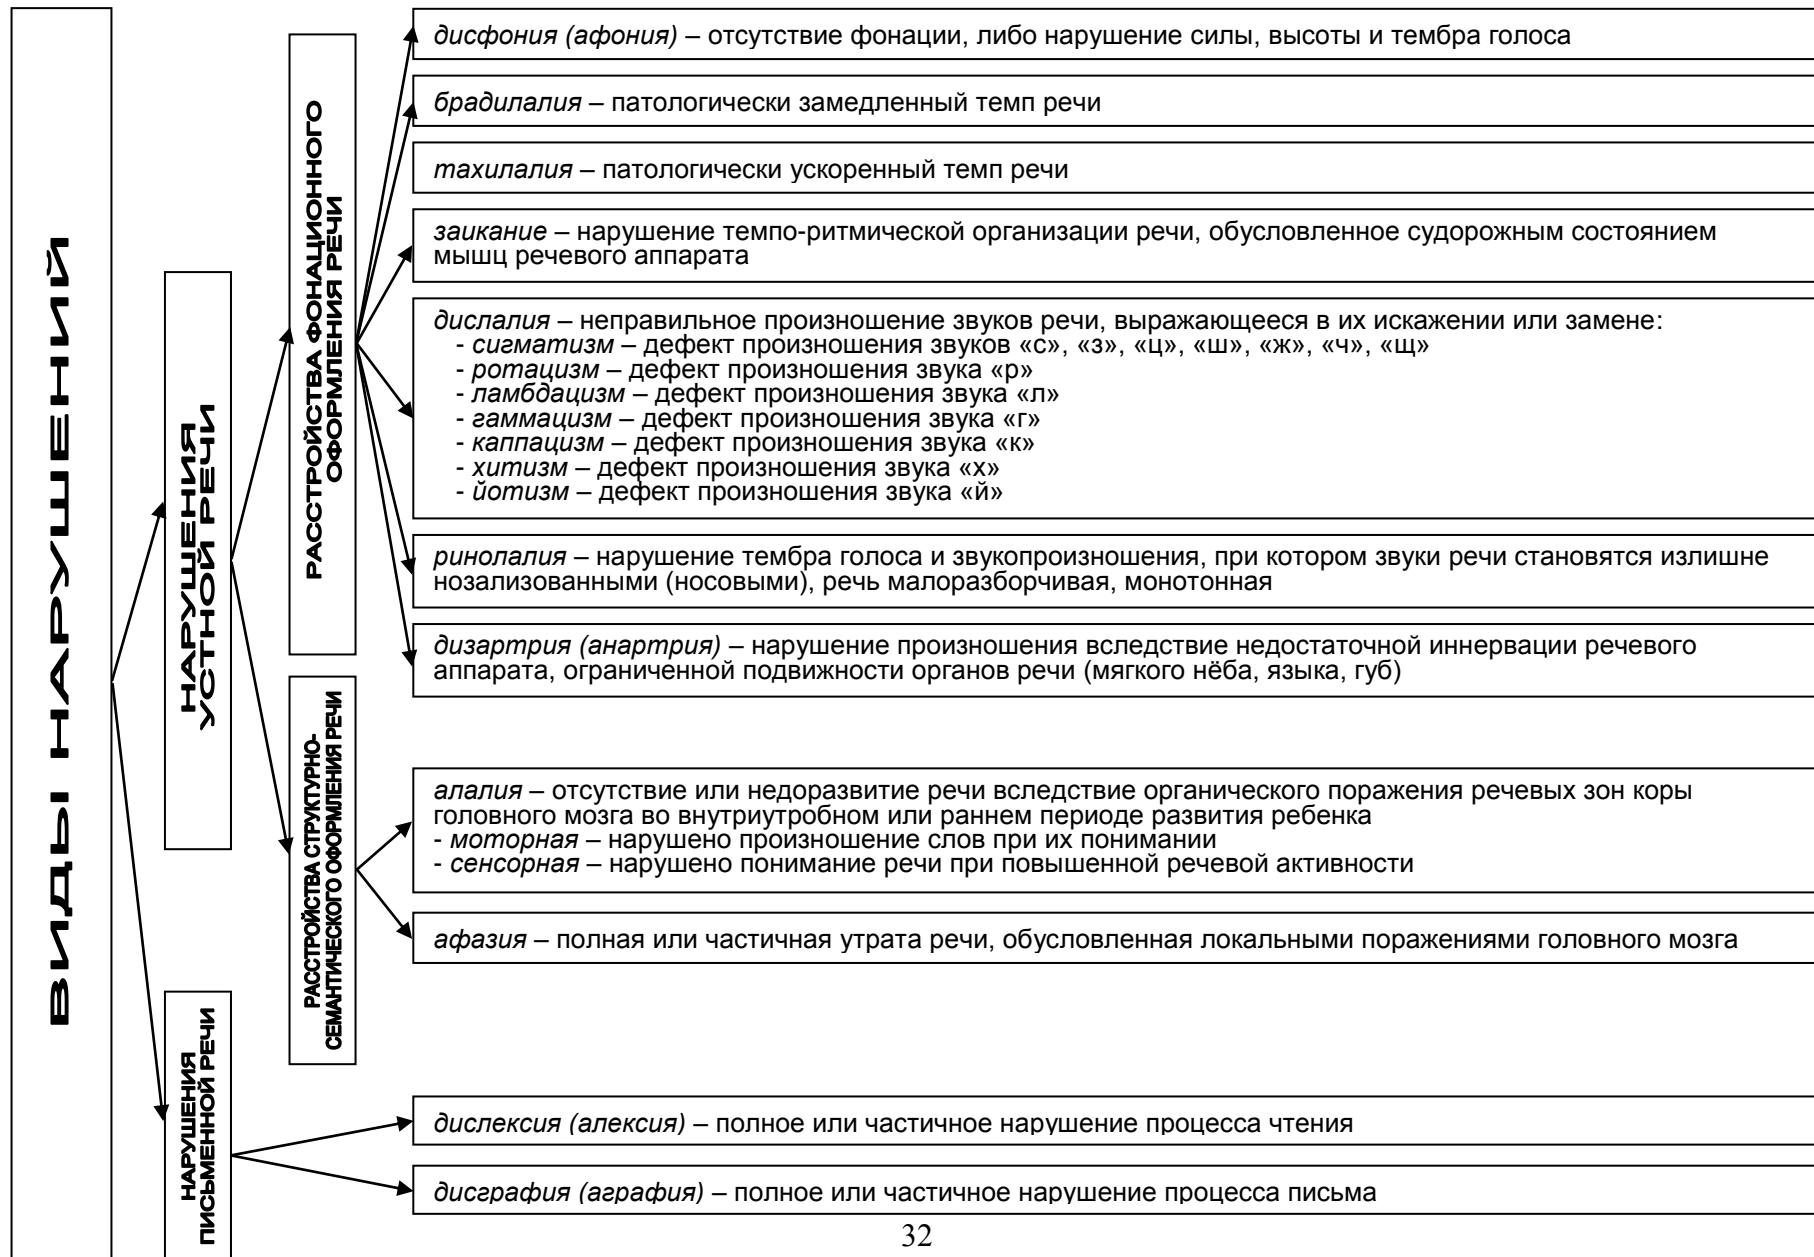 ВИДЫ НАРУШЕНИЙ
НАРУШЕНИЯ
УСТНОЙ РЕЧИ
РАССТРОЙСТВА ФОНАЦИОННОГО
ОФОРМЛЕНИЯ РЕЧИ
дисфония (афония) – отсутствие фонации, либо нарушение силы, высоты и тембра голоса
брадилалия – патологически замедленный темп речи
тахилалия – патологически ускоренный темп речи
заикание – нарушение темпо-ритмической организации речи, обусловленное судорожным состоянием
мышц речевого аппарата
дислалия – неправильное произношение звуков речи, выражающееся в их искажении или замене:
- сигматизм – дефект произношения звуков «с», «з», «ц», «ш», «ж», «ч», «щ»
- ротацизм – дефект произношения звука «р»
- ламбдацизм – дефект произношения звука «л»
- гаммацизм – дефект произношения звука «г»
- каппацизм – дефект произношения звука «к»
- хитизм – дефект произношения звука «х»
- йотизм – дефект произношения звука «й»
ринолалия – нарушение тембра голоса и звукопроизношения, при котором звуки речи становятся излишне
нозализованными (носовыми), речь малоразборчивая, монотонная
дизартрия (анартрия) – нарушение произношения вследствие недостаточной иннервации речевого
аппарата, ограниченной подвижности органов речи (мягкого нёба, языка, губ)
РАССТРОЙСТВА СТРУКТУРНО-
СЕМАНТИЧЕСКОГО ОФОРМЛЕНИЯ РЕЧИ
алалия – отсутствие или недоразвитие речи вследствие органического поражения речевых зон коры
головного мозга во внутриутробном или раннем периоде развития ребенка
- моторная – нарушено произношение слов при их понимании
- сенсорная – нарушено понимание речи при повышенной речевой активности
афазия – полная или частичная утрата речи, обусловленная локальными поражениями головного мозга
НАРУШЕНИЯ
ПИСЬМЕННОЙ РЕЧИ
дислексия (алексия) – полное или частичное нарушение процесса чтения
дисграфия (аграфия) – полное или частичное нарушение процесса письма
32